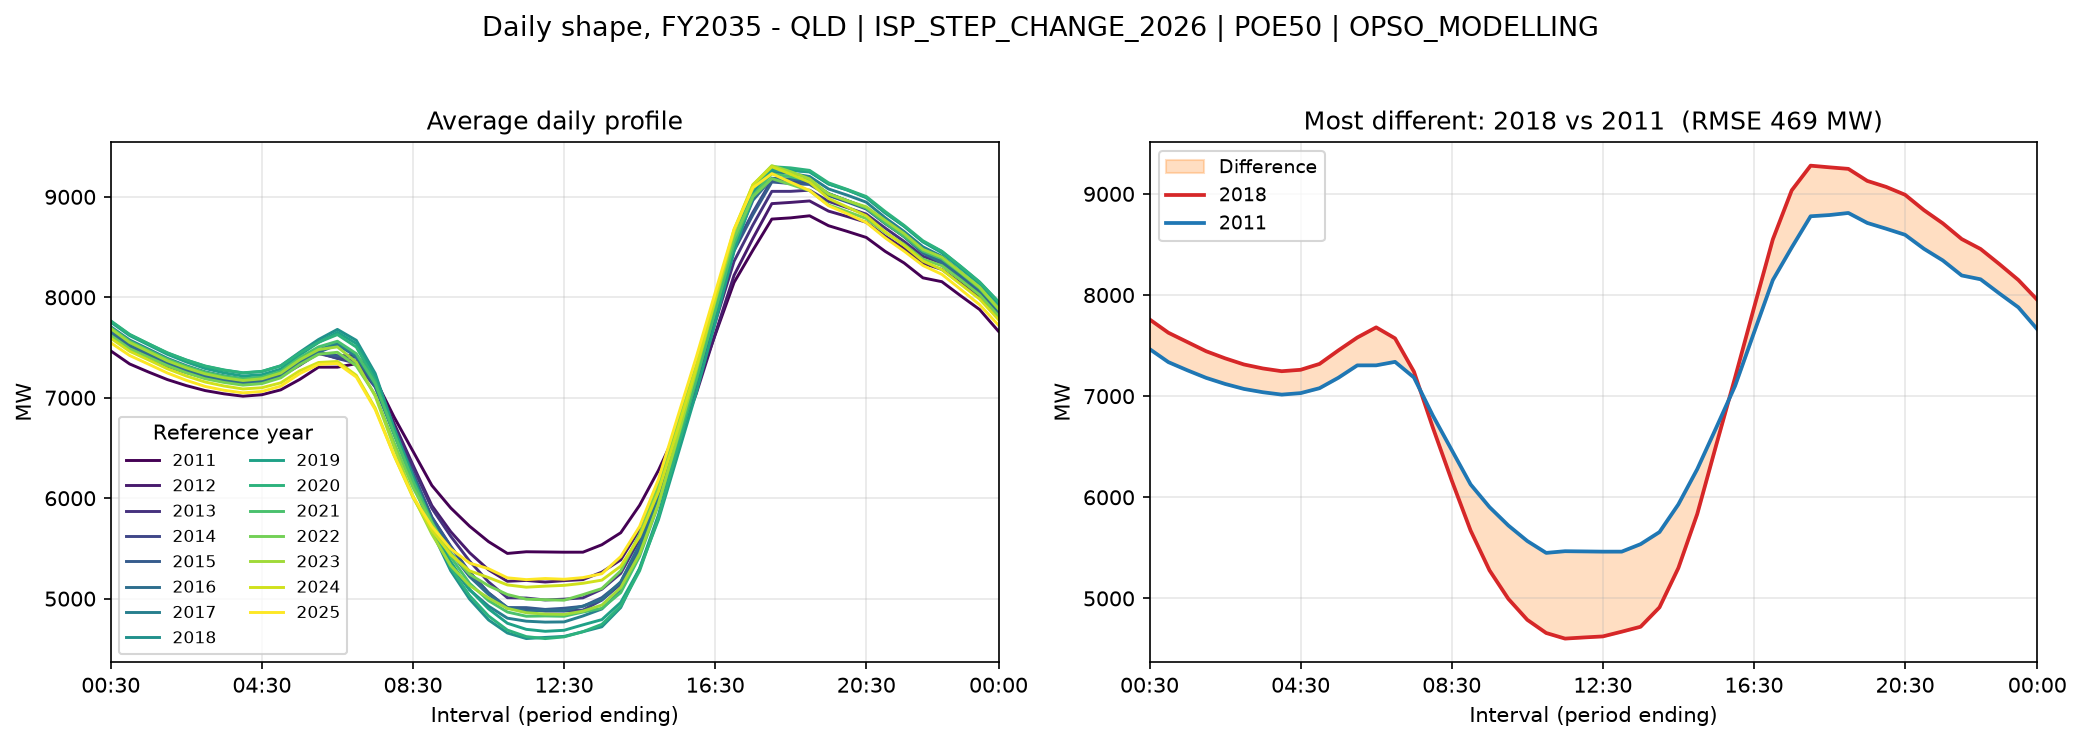 Daily shape, FY2035 - QLD | ISP_STEP_CHANGE_2026 | POE50 | OPSO_MODELLING
Average daily profile
MW
9000
8000
7000
6000
5000
Reference year
2011
2012
2013
2014
2015
2016
2017
2018
2019
2020
2021
2022
2023
2024
2025
00:30 04:30 08:30 12:30 16:30 20:30 00:00
Interval (period ending)
Most different: 2018 vs 2011 (RMSE 469 MW)
MW
9000
8000
7000
6000
5000
Difference
2018
2011
00:30 04:30 08:30 12:30 16:30 20:30 00:00
Interval (period ending)